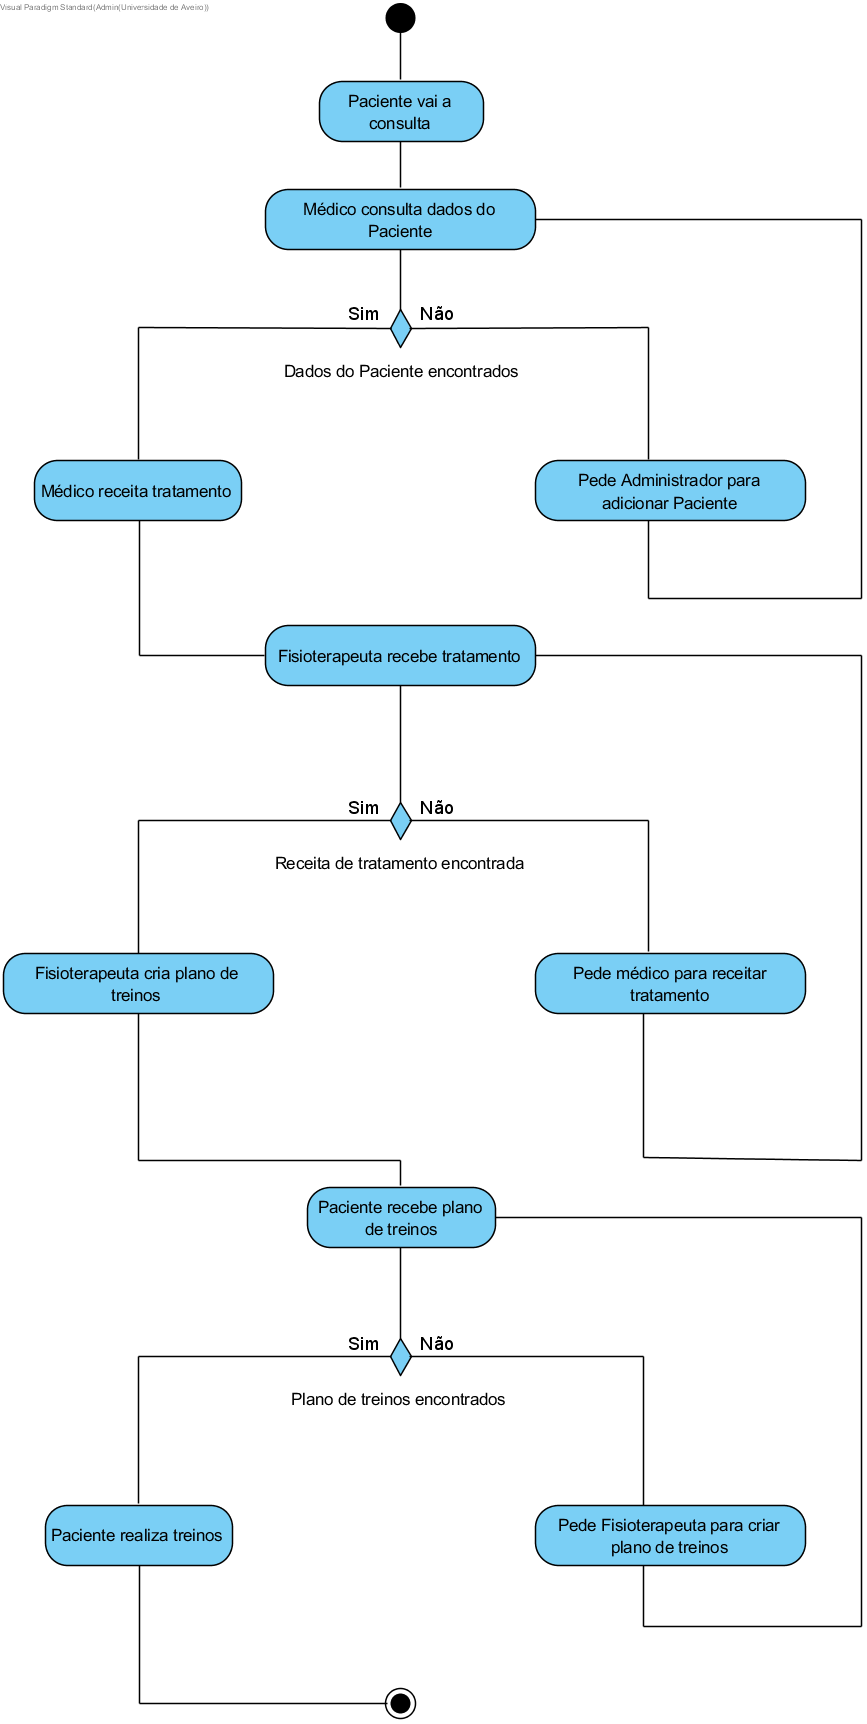 Visual Paradigm Standard(Admin(Universidade de Aveiro))
Paciente vai a
consulta
Médico consulta dados do
Paciente
Sim
Não
Dados do Paciente encontrados
Médico receita tratamento
Pede Administrador para
adicionar Paciente
Fisioterapeuta recebe tratamento
Sim
Não
Receita de tratamento encontrada
Fisioterapeuta cria plano de
treinos
Pede médico para receitar
tratamento
Paciente recebe plano
de treinos
Sim
Não
Plano de treinos encontrados
Paciente realiza treinos
Pede Fisioterapeuta para criar
plano de treinos